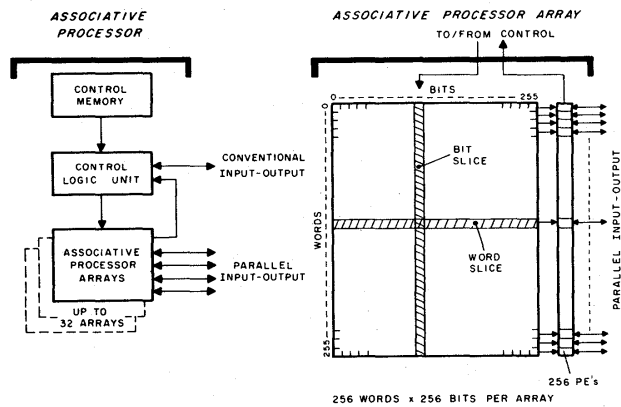 ASSOCIATIVE
PROCESSOR
CONTROL
MEMORY
CONTROL
LOGIC UNIT
CONVENTIONAL
INPUT-OUTPUT
ASSOCIATIVE
PROCESSOR
ARRAYS
PARALLEL
INPUT-OUTPUT
UP TO
32 ARRAYS
ASSOCIATIVE PROCESSOR ARRAY
TO/FROM CONTROL
BITS
0
255
0
WORDS
255
BIT
SLICE
WORD
SLICE
PARALLEL INPUT-OUTPUT
256 PE's
256 WORDS x 256 BITS PER ARRAY